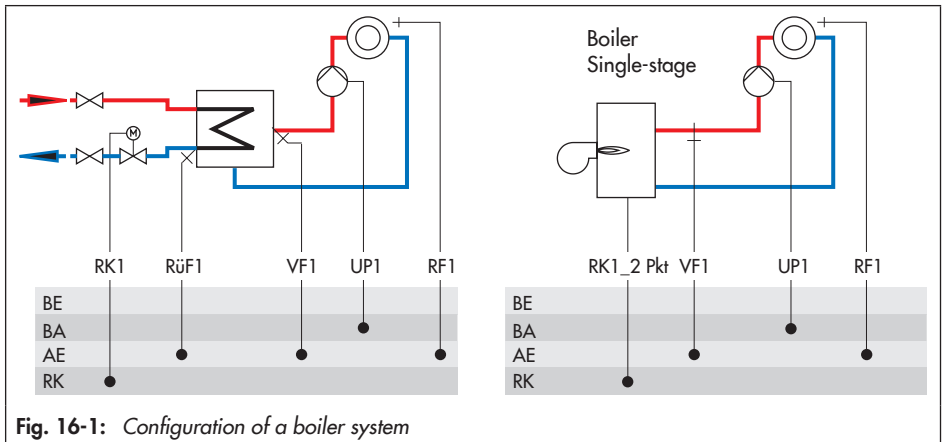 Boiler
Single-stage
M
RK1 RüF1 VF1 UP1 RF1
BE
BA
AE
RK
RK1_2 Pkt VF1 UP1 RF1
BE
BA
AE
RK
Fig. 16-1: Configuration of a boiler system